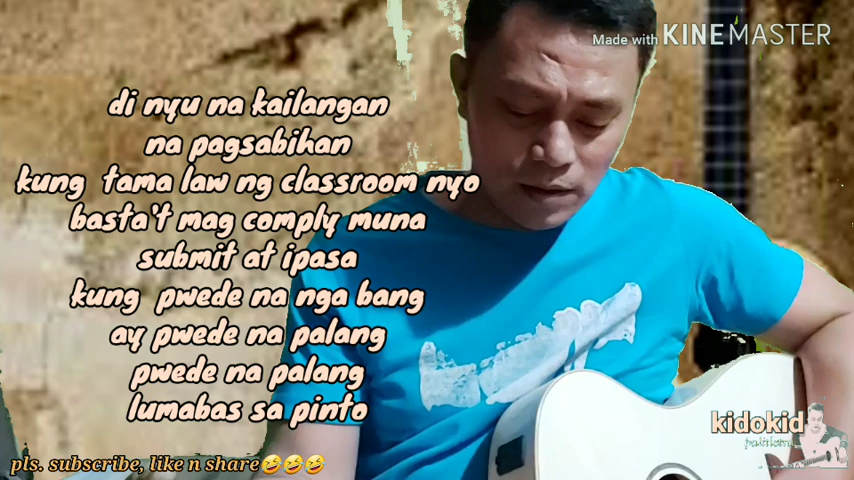 Made with KINEMASTER
di nyu na kailangan
na pagsabihan
kung tama law ng classroom nyo
basta't mag comply muna
submit at ipasa
kung pwede na nga bang
ay pwede na palang
pwede na palang
lumabas sa pinto
kidokid
pls. subscribe, like n share🤣🤣🤣